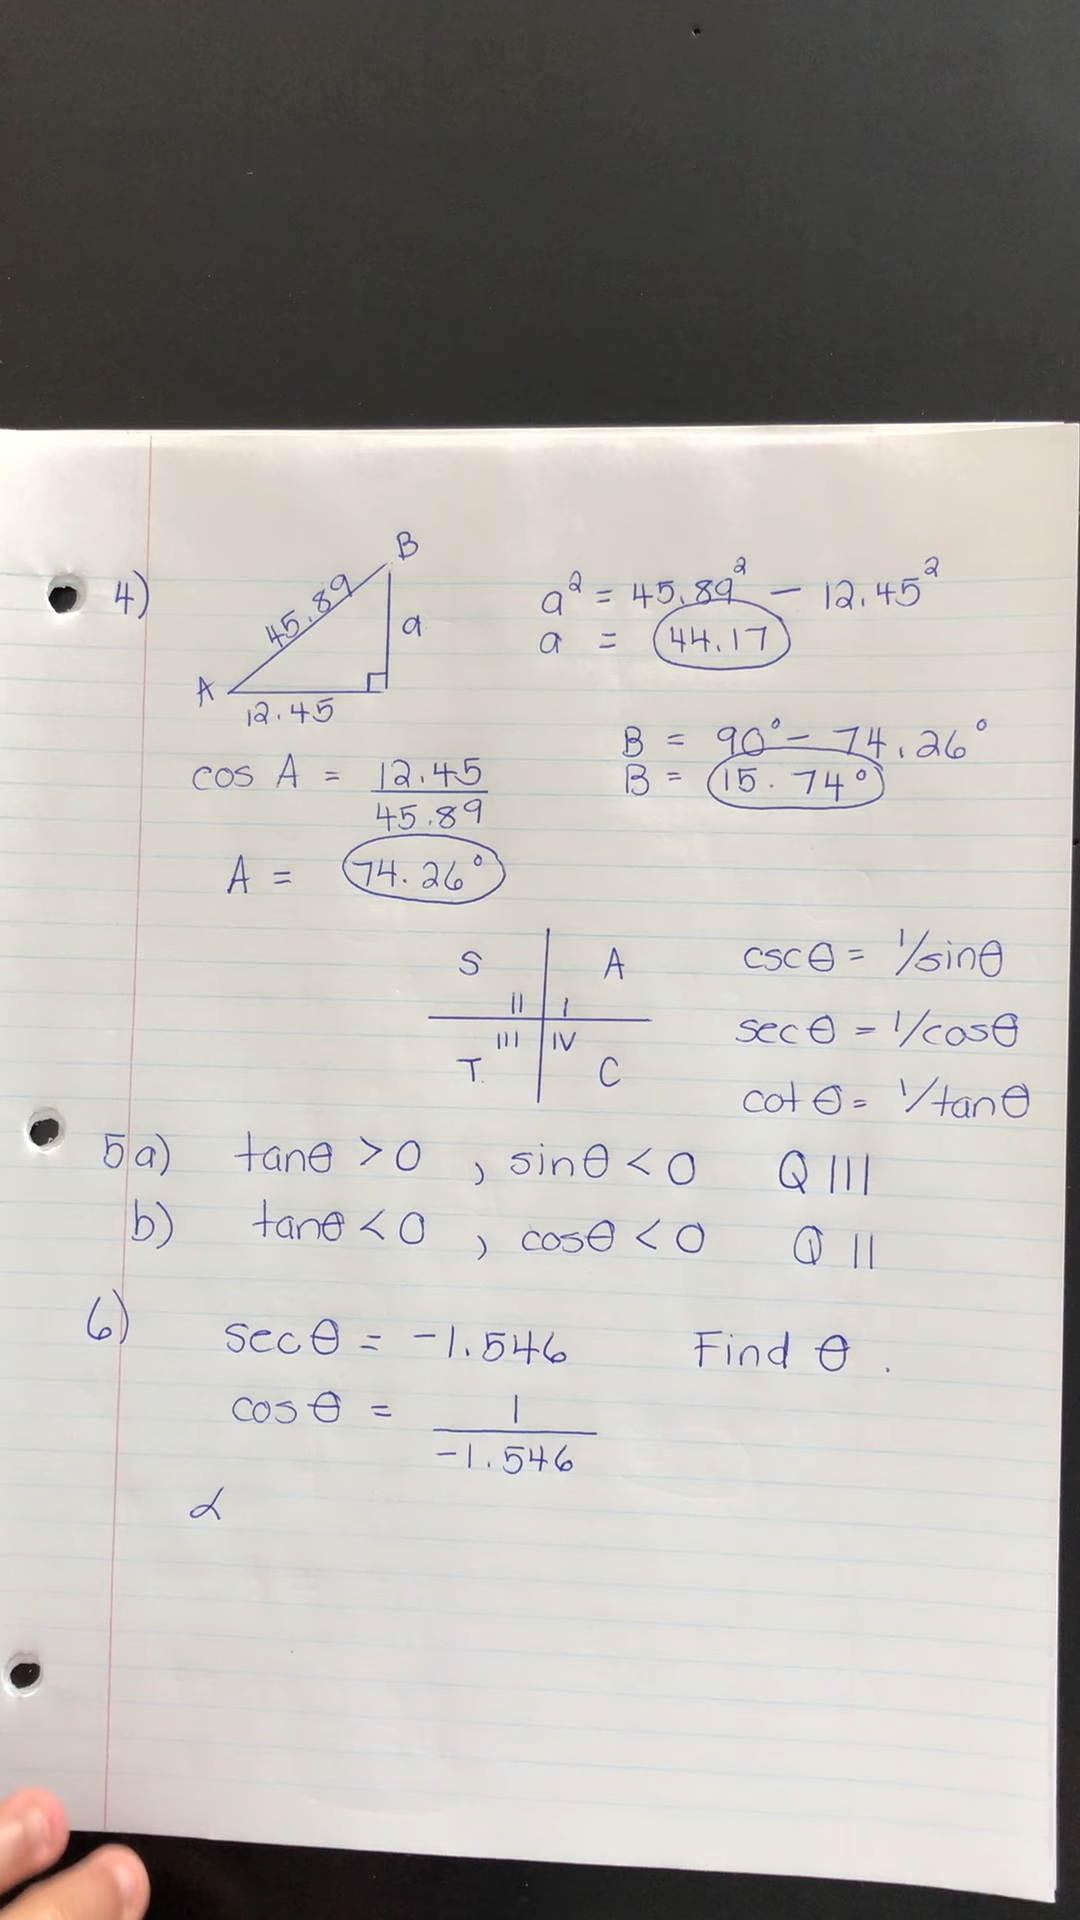 4)
B
45.89
a
A
12.45
a² = 45.89² − 12.45²
a = 44.17
cos A = 12.45
45.89
A = 74.26°
B = 90° − 74.26°
B = 15.74°
S A
II I
III IV
T. C
cscθ = 1/sinθ
secθ = 1/cosθ
cotθ = 1/tanθ
5a) tanθ > 0 , sinθ < 0 Q III
b) tanθ < 0 , cosθ < 0 Q II
6) secθ = -1.546 Find θ .
cosθ = 1
-1.546
α